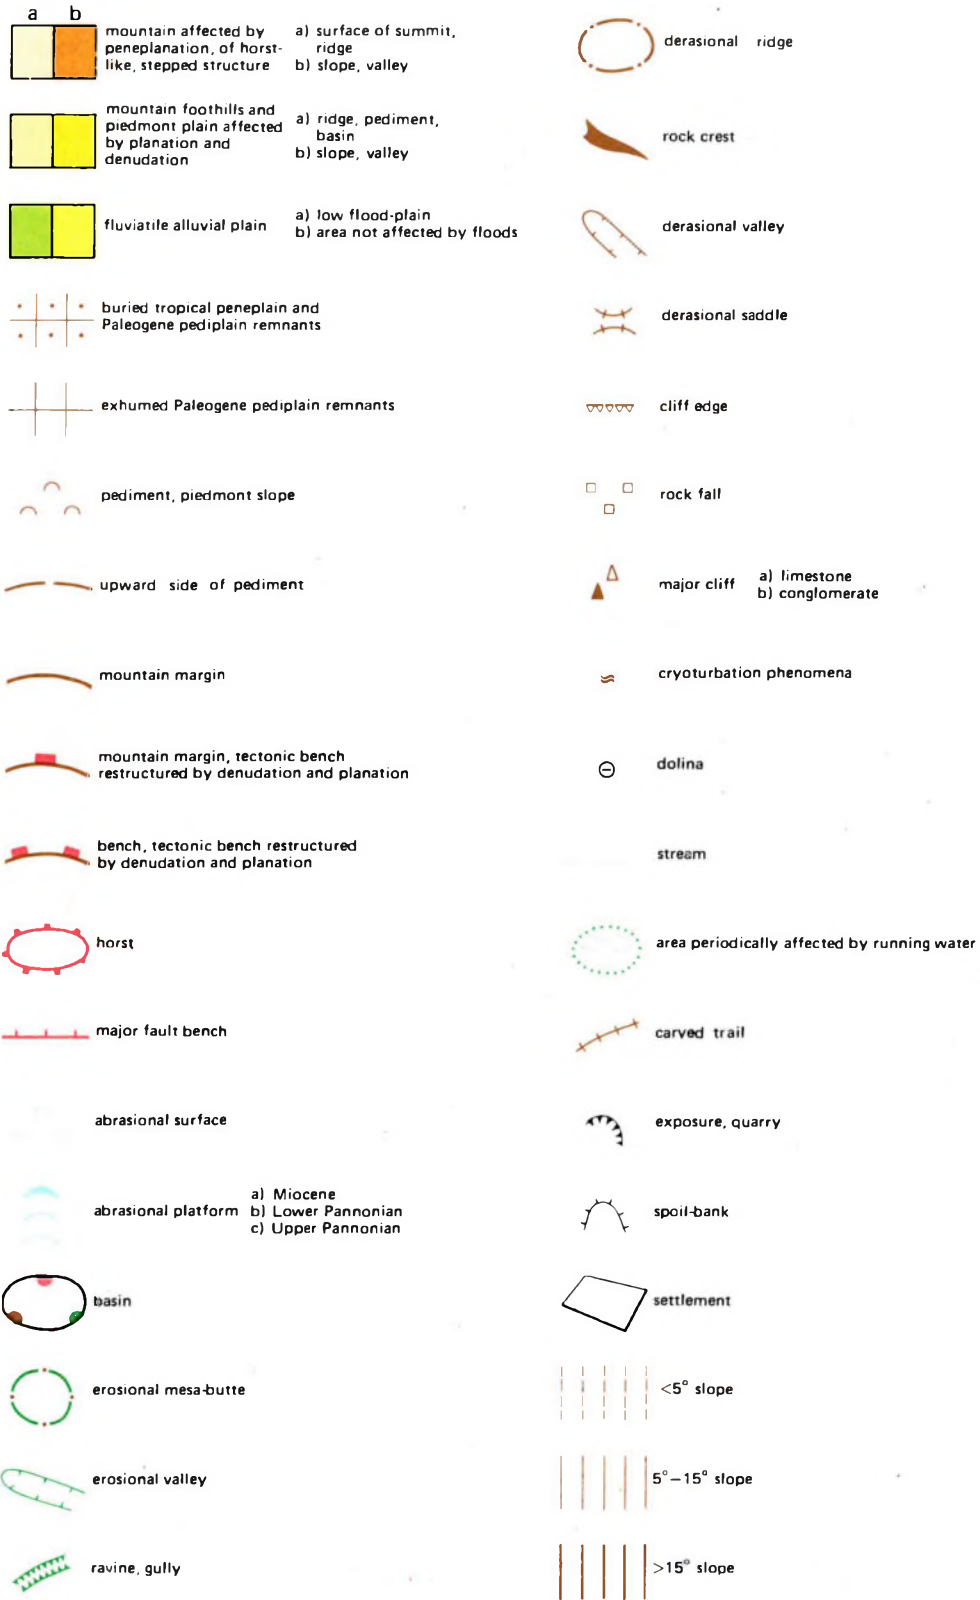 a b
mountain affected by
peneplanation, of horst-
like, stepped structure
a) surface of summit,
ridge
b) slope, valley
mountain foothills and
piedmont plain affected
by planation and
denudation
a) ridge, pediment,
basin
b) slope, valley
fluviatile alluvial plain
a) low flood-plain
b) area not affected by floods
buried tropical peneplain and
Paleogene pediplain remnants
exhumed Paleogene pediplain remnants
pediment, piedmont slope
upward side of pediment
mountain margin
mountain margin, tectonic bench
restructured by denudation and planation
bench, tectonic bench restructured
by denudation and planation
horst
major fault bench
abrasional surface
abrasional platform
a) Miocene
b) Lower Pannonian
c) Upper Pannonian
basin
erosional mesa-butte
erosional valley
ravine, gully
derasional ridge
rock crest
derasional valley
derasional saddle
cliff edge
rock fall
major cliff
a) limestone
b) conglomerate
cryoturbation phenomena
dolina
stream
area periodically affected by running water
carved trail
exposure, quarry
spoil-bank
settlement
<5° slope
5°–15° slope
>15° slope